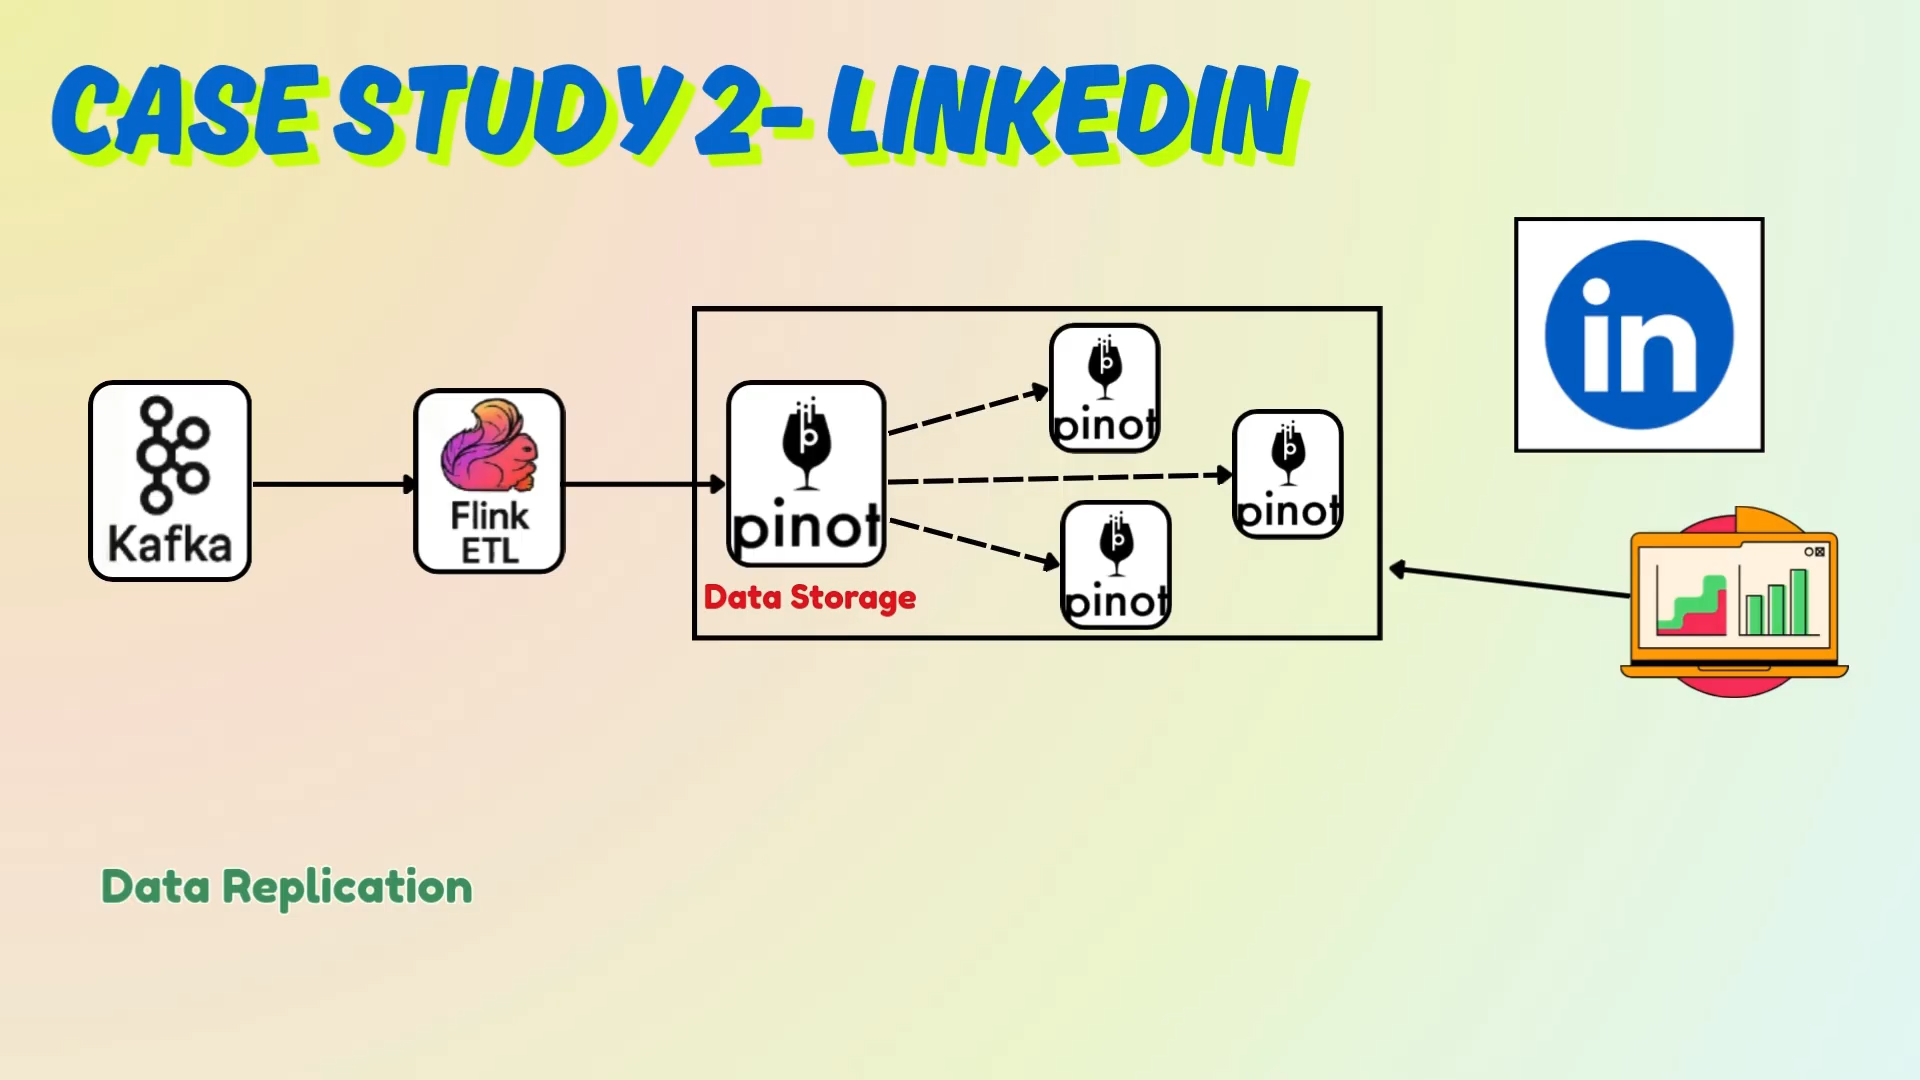 CASE STUDY 2- LINKEDIN
in
Kafka
Flink
ETL
p
pinot
Data Storage
p
pinot
p
pinot
p
pinot
Data Replication